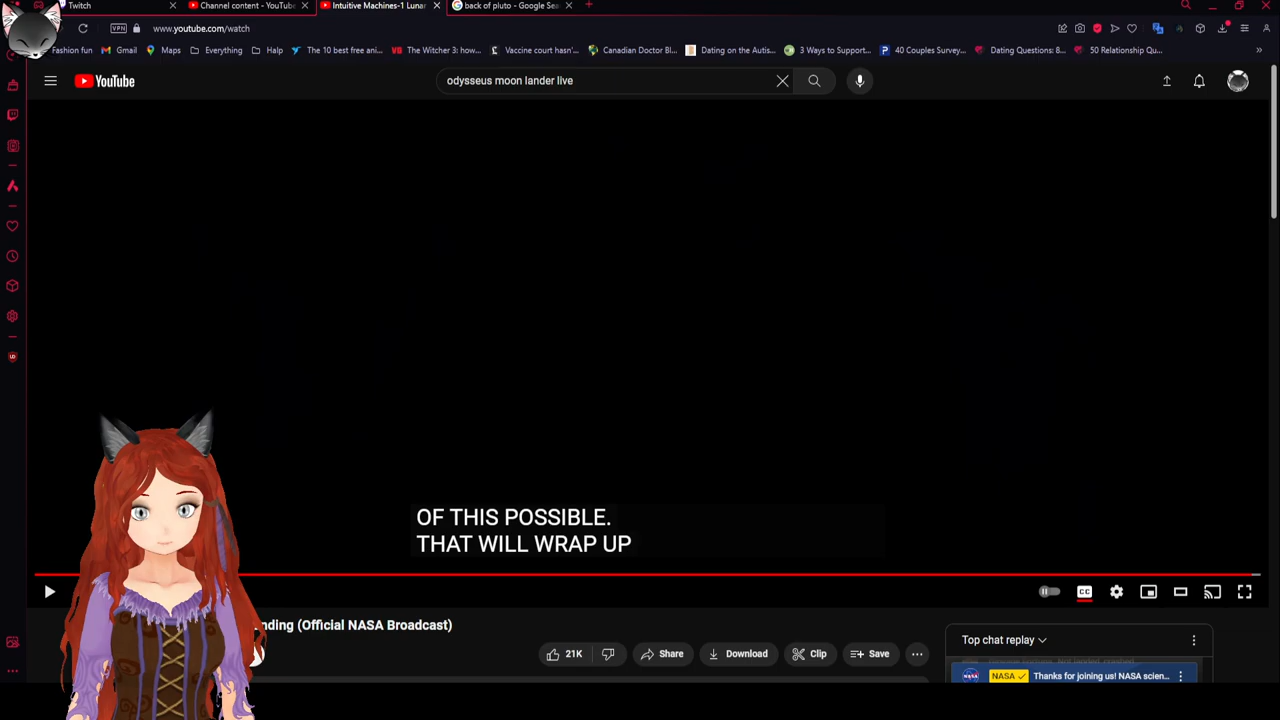 Twitch
Channel content - YouTube
Intuitive Machines-1 Lunar
back of pluto - Google Sea
VPN
www.youtube.com/watch
Fashion fun
Gmail
Maps
Everything
Halp
The 10 best free ani...
The Witcher 3: how...
Vaccine court hasn'...
Canadian Doctor Bl...
Dating on the Autis...
3 Ways to Support...
40 Couples Survey...
Dating Questions: 8...
50 Relationship Qu...
YouTube
odysseus moon lander live
OF THIS POSSIBLE.
THAT WILL WRAP UP
CC
nding (Official NASA Broadcast)
21K
Share
Download
Clip
Save
Top chat replay
NASA
Thanks for joining us! NASA scien...